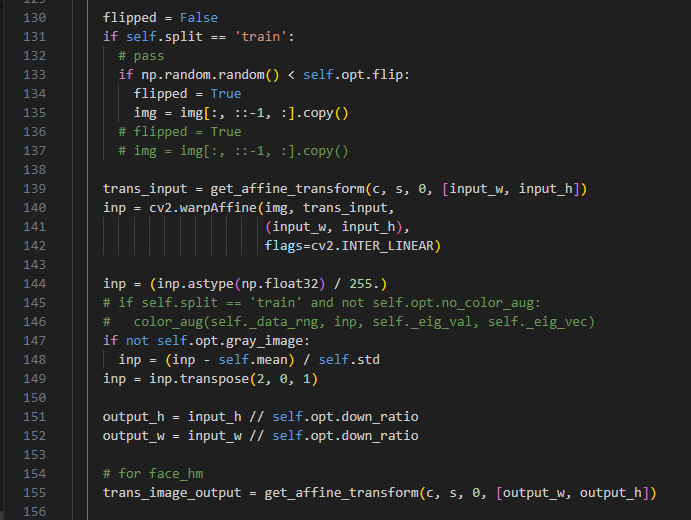 130 flipped = False
131 if self.split == 'train':
132 # pass
133 if np.random.random() < self.opt.flip:
134 flipped = True
135 img = img[:, ::-1, :].copy()
136 # flipped = True
137 # img = img[:, ::-1, :].copy()
138
139 trans_input = get_affine_transform(c, s, 0, [input_w, input_h])
140 inp = cv2.warpAffine(img, trans_input,
141 (input_w, input_h),
142 flags=cv2.INTER_LINEAR)
143
144 inp = (inp.astype(np.float32) / 255.)
145 # if self.split == 'train' and not self.opt.no_color_aug:
146 #   color_aug(self._data_rng, inp, self._eig_val, self._eig_vec)
147 if not self.opt.gray_image:
148 inp = (inp - self.mean) / self.std
149 inp = inp.transpose(2, 0, 1)
150
151 output_h = input_h // self.opt.down_ratio
152 output_w = input_w // self.opt.down_ratio
153
154 # for face_hm
155 trans_image_output = get_affine_transform(c, s, 0, [output_w, output_h])
156